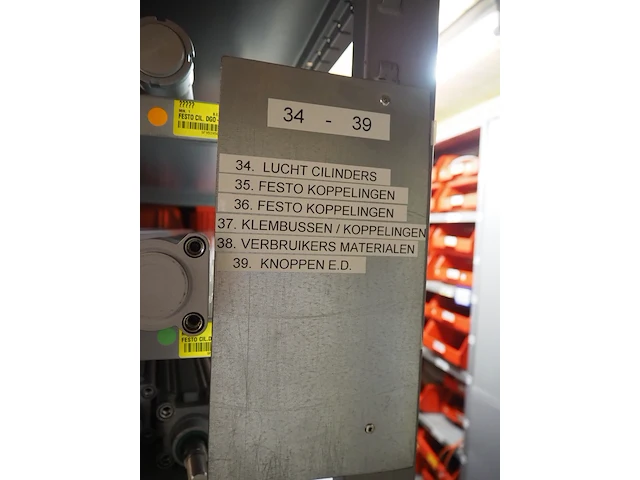 ?????
FESTO CIL. DGO
34 - 39
34. LUCHT CILINDERS
35. FESTO KOPPELINGEN
36. FESTO KOPPELINGEN
37. KLEMBUSSEN / KOPPELINGEN
38. VERBRUIKERS MATERIALEN
39. KNOPPEN E.D.
FESTO CIL.D